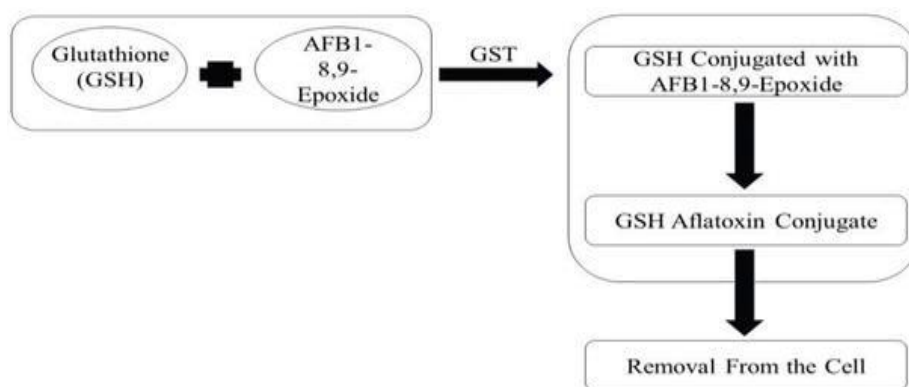 Glutathione
(GSH)
AFB1-
8,9-
Epoxide
GST
GSH Conjugated with
AFB1-8,9-Epoxide
GSH Aflatoxin Conjugate
Removal From the Cell